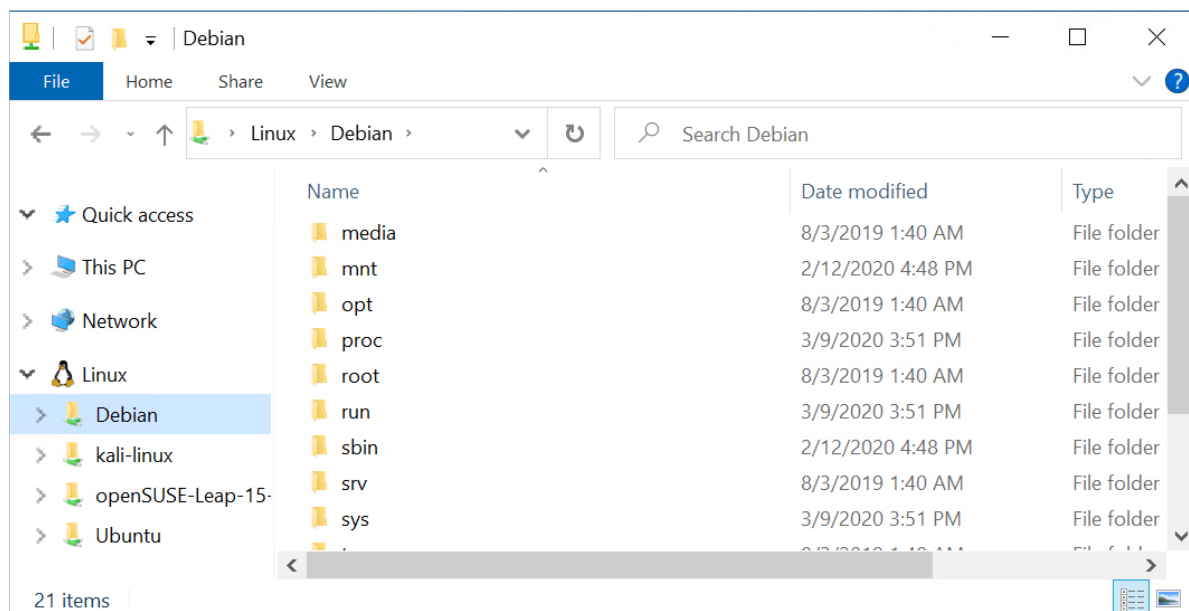 Debian
File Home Share View ?
Linux Debian Search Debian
Name Date modified Type
Quick access
This PC
Network
Linux
Debian
kali-linux
openSUSE-Leap-15-
Ubuntu
media 8/3/2019 1:40 AM File folder
mnt 2/12/2020 4:48 PM File folder
opt 8/3/2019 1:40 AM File folder
proc 3/9/2020 3:51 PM File folder
root 8/3/2019 1:40 AM File folder
run 3/9/2020 3:51 PM File folder
sbin 2/12/2020 4:48 PM File folder
srv 8/3/2019 1:40 AM File folder
sys 3/9/2020 3:51 PM File folder
21 items